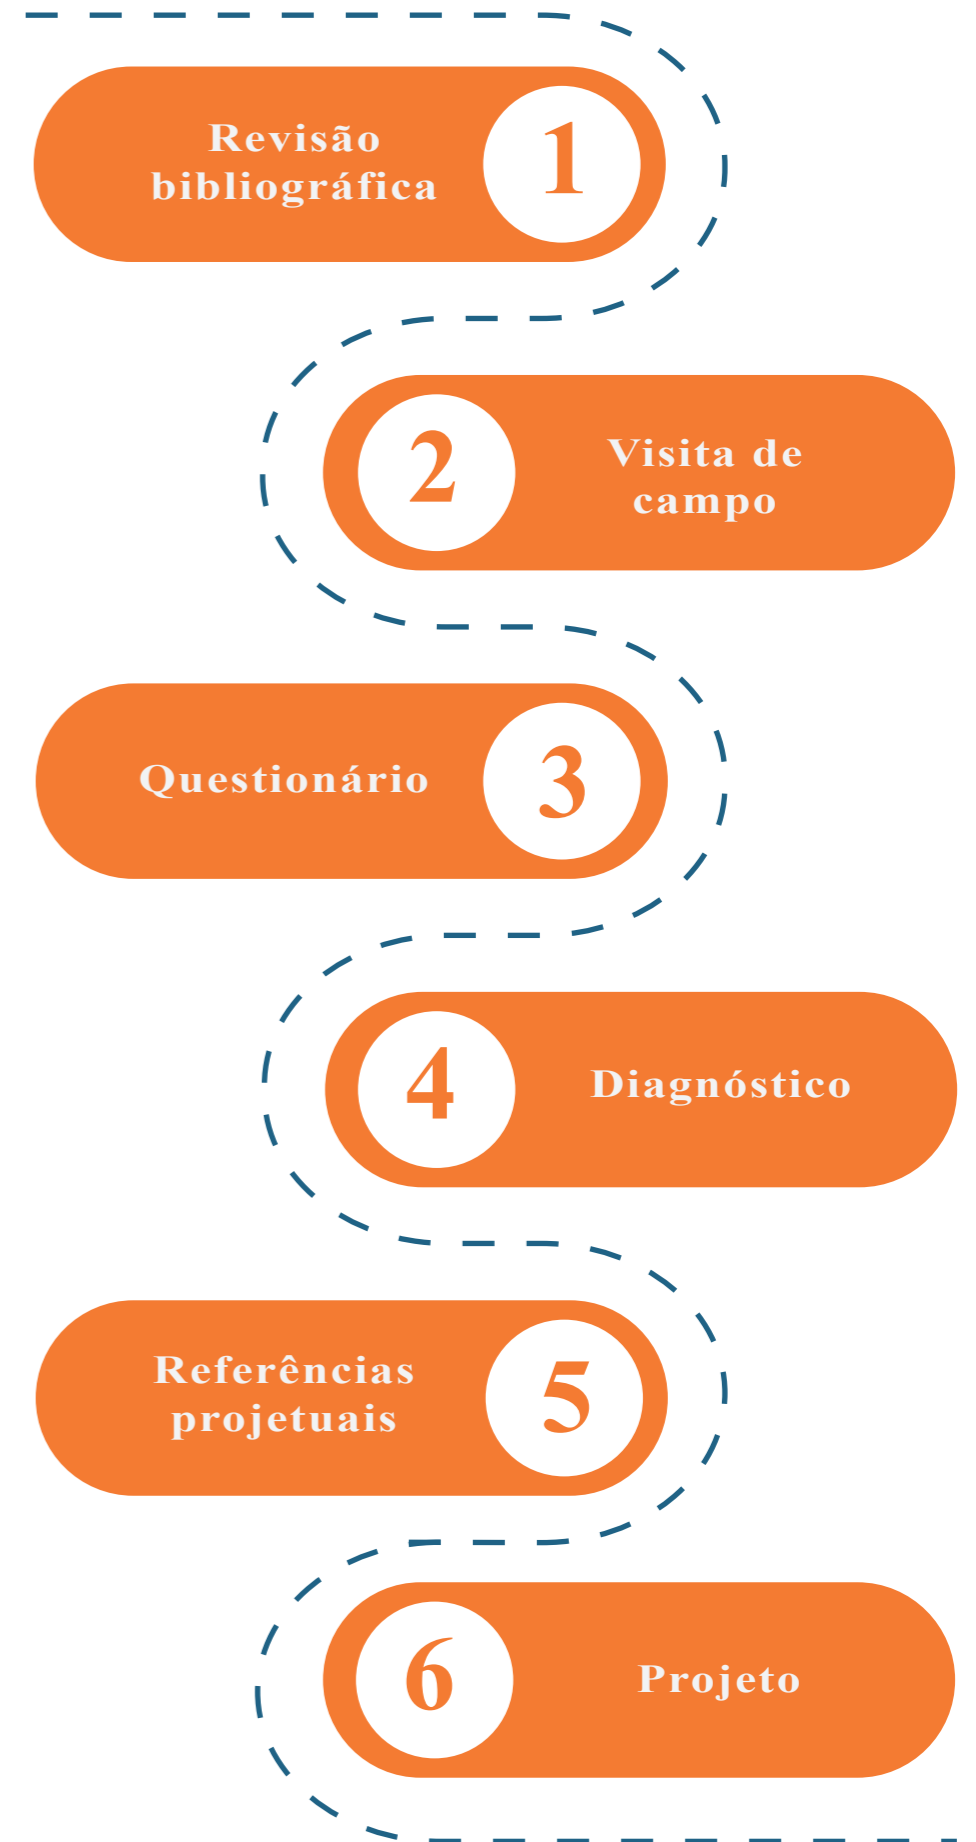 Revisão
bibliográfica
1
2
Visita de
campo
Questionário
3
4
Diagnóstico
Referências
projetuais
5
6
Projeto